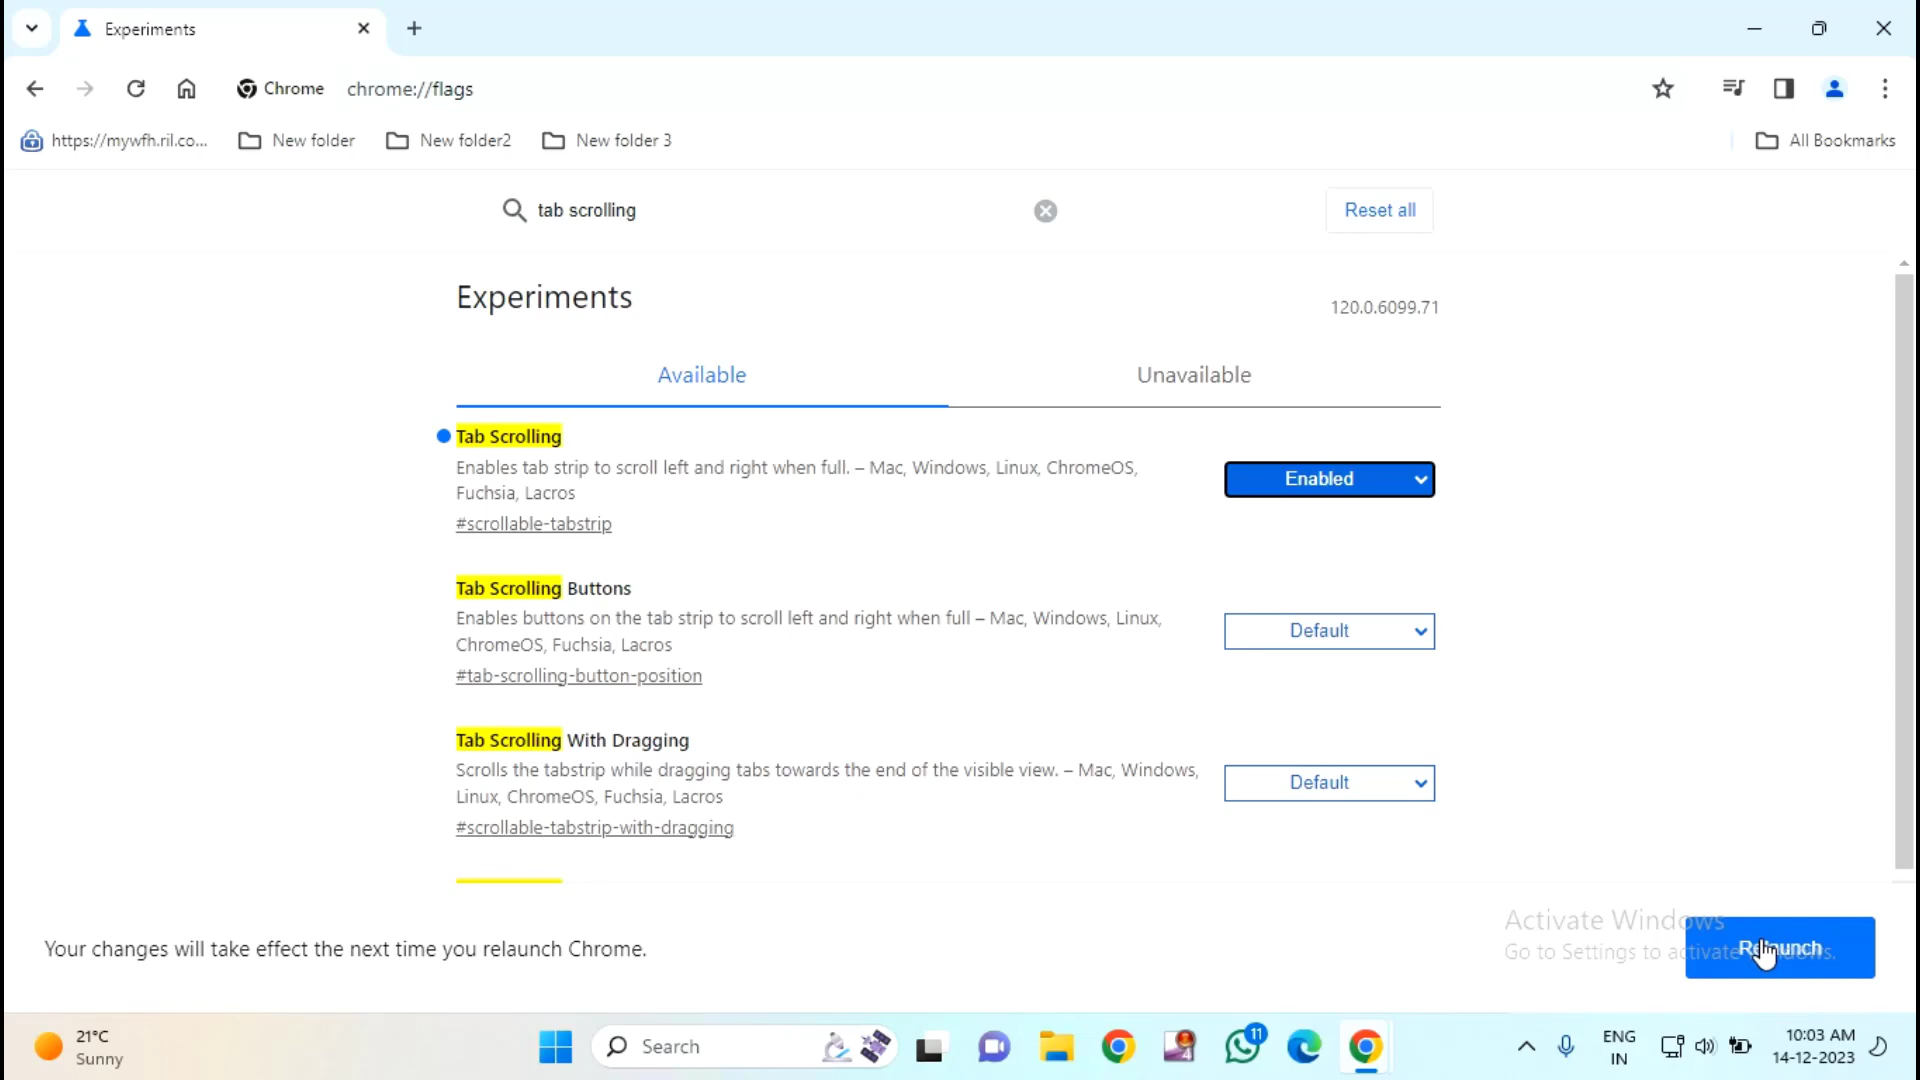 Experiments
Chrome chrome://flags
https://mywfh.ril.co... New folder New folder2 New folder 3 All Bookmarks
tab scrolling Reset all
Experiments 120.0.6099.71
Available Unavailable
Tab Scrolling
Enables tab strip to scroll left and right when full. – Mac, Windows, Linux, ChromeOS,
Fuchsia, Lacros
Enabled
#scrollable-tabstrip
Tab Scrolling Buttons
Enables buttons on the tab strip to scroll left and right when full – Mac, Windows, Linux,
ChromeOS, Fuchsia, Lacros
Default
#tab-scrolling-button-position
Tab Scrolling With Dragging
Scrolls the tabstrip while dragging tabs towards the end of the visible view. – Mac, Windows,
Linux, ChromeOS, Fuchsia, Lacros
Default
#scrollable-tabstrip-with-dragging
Activate Windows
Go to Settings to activate Windows.
Your changes will take effect the next time you relaunch Chrome. Relaunch
21°C
Sunny
Search
4
11
ENG
IN
10:03 AM
14-12-2023